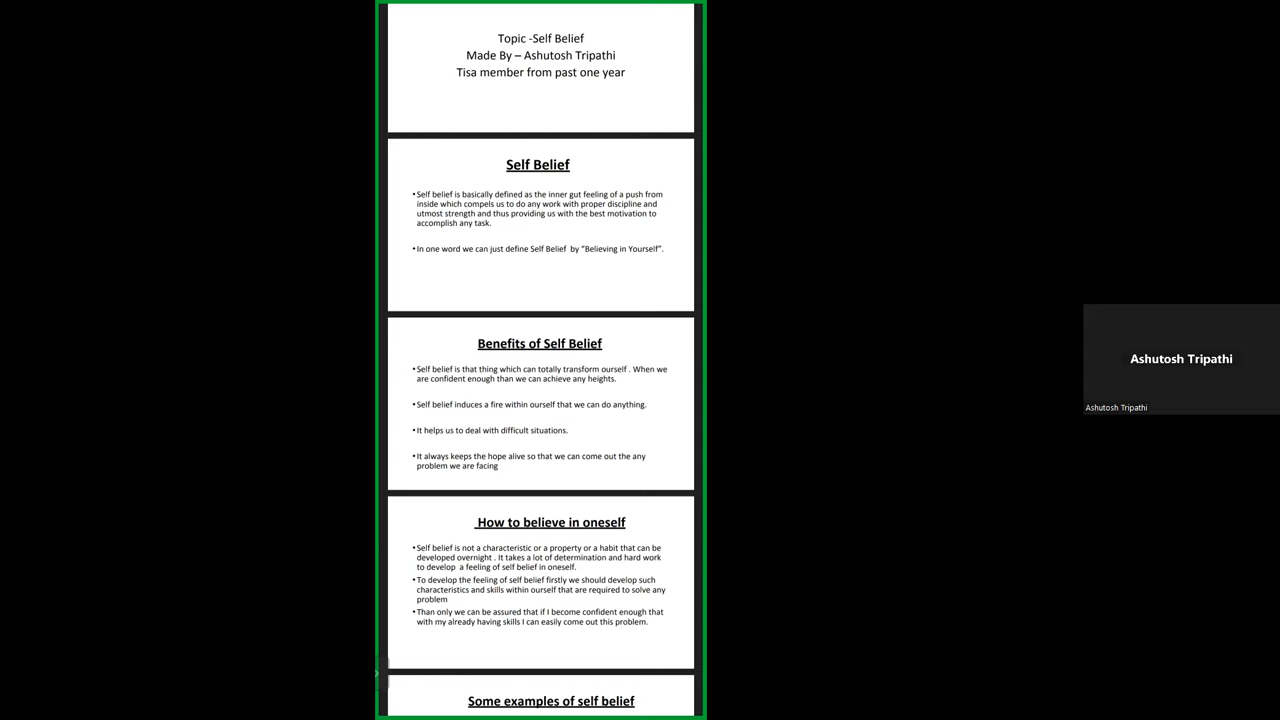 Topic -Self Belief
Made By – Ashutosh Tripathi
Tisa member from past one year
Self Belief
•Self belief is basically defined as the inner gut feeling of a push from
inside which compels us to do any work with proper discipline and
utmost strength and thus providing us with the best motivation to
accomplish any task.
•In one word we can just define Self Belief  by “Believing in Yourself”.
Benefits of Self Belief
•Self belief is that thing which can totally transform ourself . When we
are confident enough than we can achieve any heights.
•Self belief induces a fire within ourself that we can do anything.
•It helps us to deal with difficult situations.
•It always keeps the hope alive so that we can come out the any
problem we are facing
How to believe in oneself
•Self belief is not a characteristic or a property or a habit that can be
developed overnight . It takes a lot of determination and hard work
to develop  a feeling of self belief in oneself.
•To develop the feeling of self belief firstly we should develop such
characteristics and skills within ourself that are required to solve any
problem
•Than only we can be assured that if I become confident enough that
with my already having skills I can easily come out this problem.
Some examples of self belief
Ashutosh Tripathi
Ashutosh Tripathi